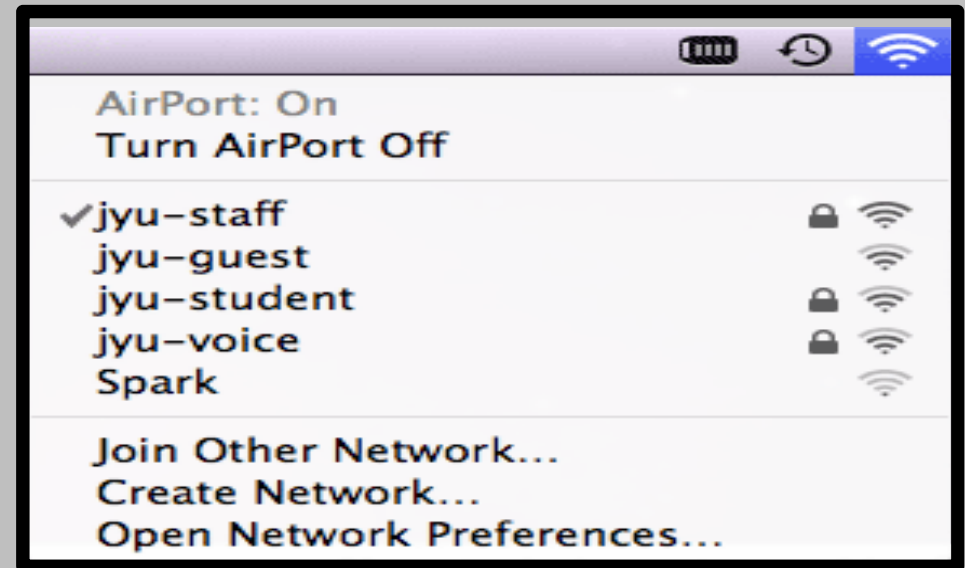 AirPort: On
Turn AirPort Off
jyu-staff
jyu-guest
jyu-student
jyu-voice
Spark
Join Other Network...
Create Network...
Open Network Preferences...